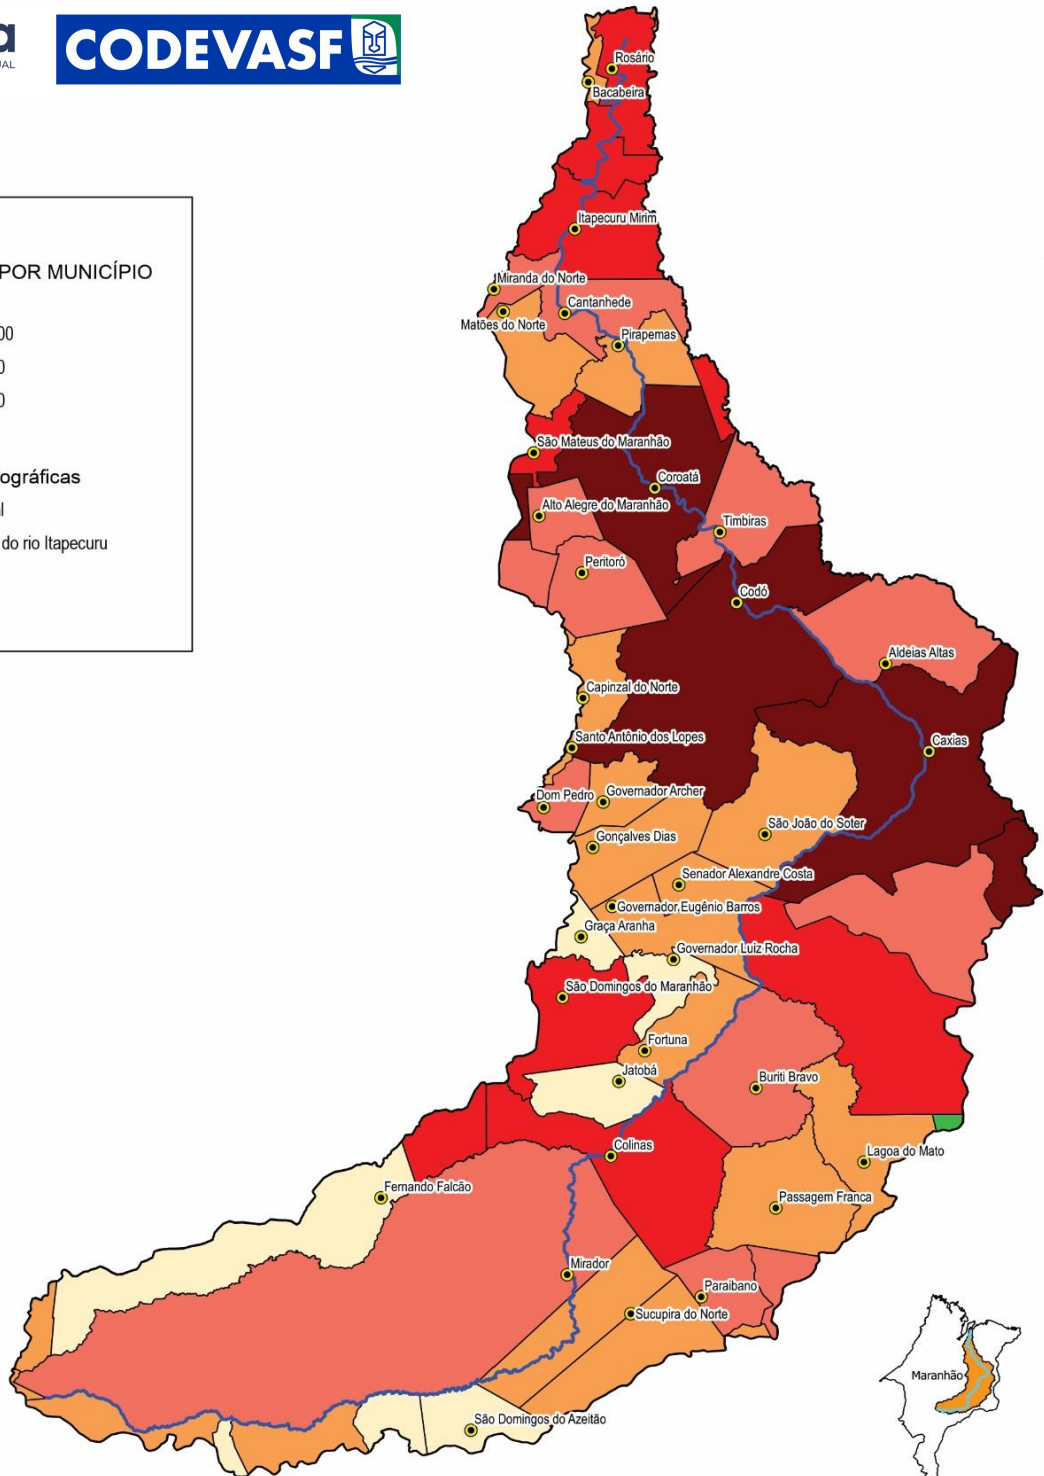 CODEVASF
UAL
Rosário
Bacabeira
Itapecuru Mirim
POR MUNICÍPIO
Miranda do Norte
Cantanhede
Matões do Norte
Pirapemas
São Mateus do Maranhão
ográficas
Coroatá
Alto Alegre do Maranhão
Timbiras
do rio Itapecuru
Peritoró
Codó
Aldeias Altas
Capinzal do Norte
Santo Antônio dos Lopes
Caxias
Dom Pedro
Governador Archer
São João do Soter
Gonçalves Dias
Senador Alexandre Costa
Governador Eugênio Barros
Graça Aranha
Governador Luiz Rocha
São Domingos do Maranhão
Fortuna
Jatobá
Buriti Bravo
Colinas
Lagoa do Mato
Fernando Falcão
Passagem Franca
Mirador
Paraibano
Sucupira do Norte
Maranhão
São Domingos do Azeitão